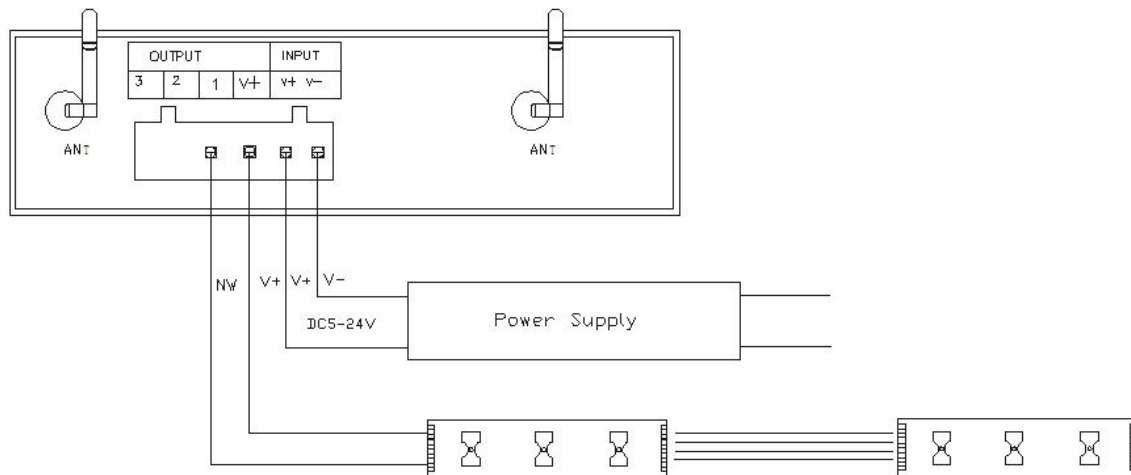 OUTPUT INPUT
3 2 1 V+ V+ V-
ANT ANT
NW V+ V+ V-
DC5-24V Power Supply